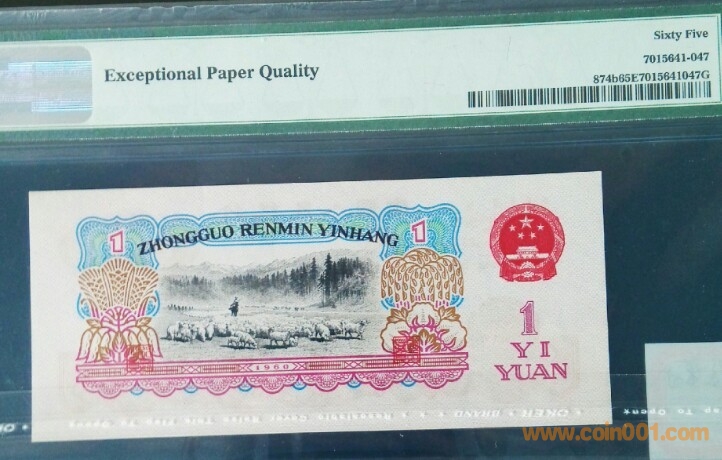 Sixty Five
Exceptional Paper Quality
7015641-047
874b65E7015641047G
1 ZHONGGUO RENMIN YINHANG 1
1
YI
YUAN
1960
www.coin001.com